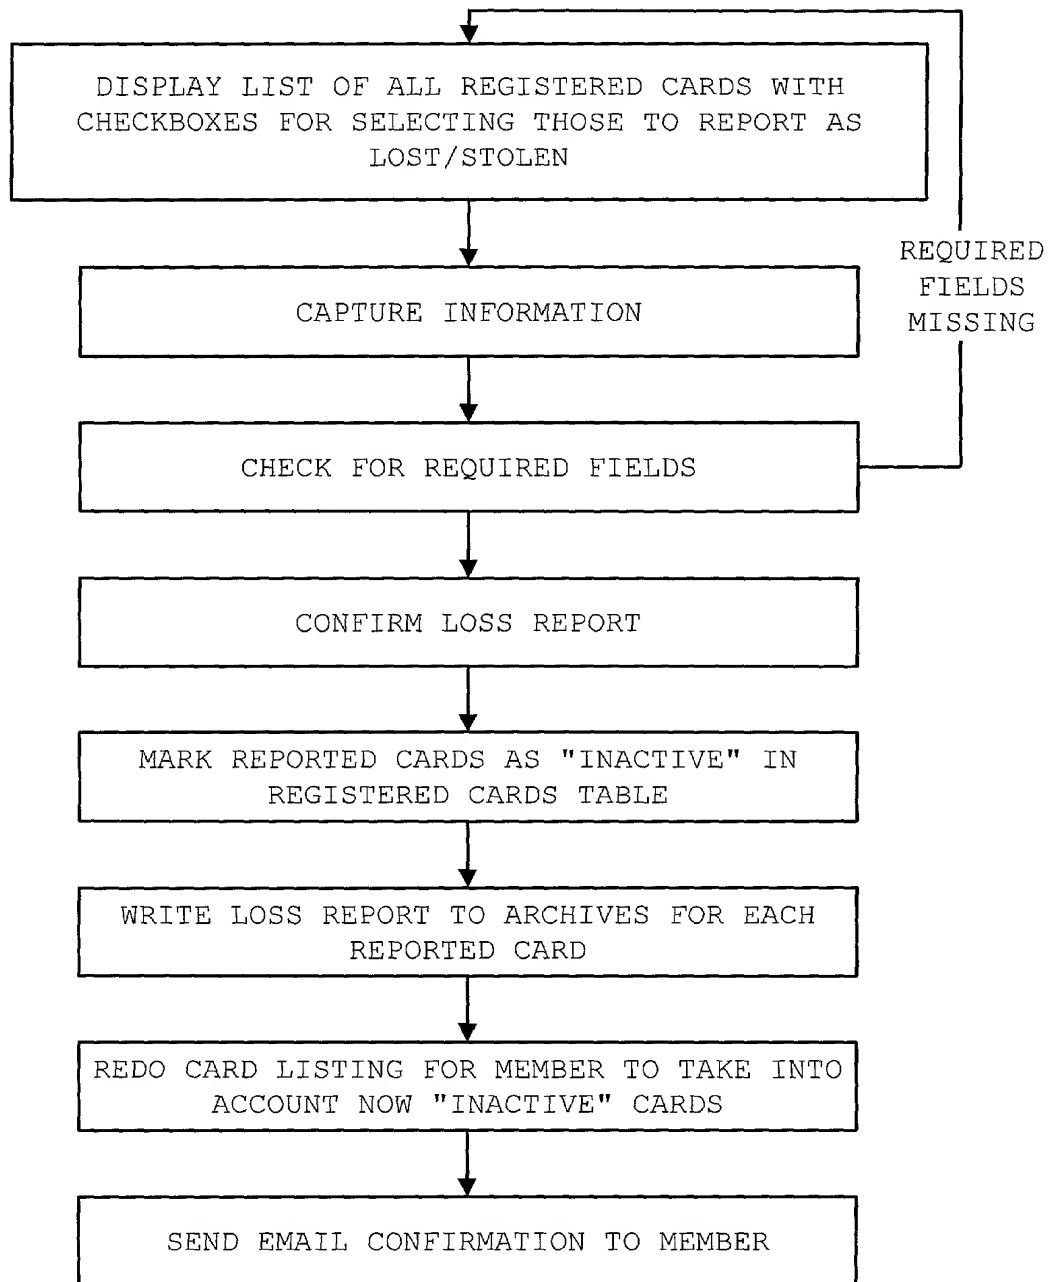 DISPLAY LIST OF ALL REGISTERED CARDS WITH
CHECKBOXES FOR SELECTING THOSE TO REPORT AS
LOST/STOLEN
REQUIRED
FIELDS
MISSING
CAPTURE INFORMATION
CHECK FOR REQUIRED FIELDS
CONFIRM LOSS REPORT
MARK REPORTED CARDS AS "INACTIVE" IN
REGISTERED CARDS TABLE
WRITE LOSS REPORT TO ARCHIVES FOR EACH
REPORTED CARD
REDO CARD LISTING FOR MEMBER TO TAKE INTO
ACCOUNT NOW "INACTIVE" CARDS
SEND EMAIL CONFIRMATION TO MEMBER